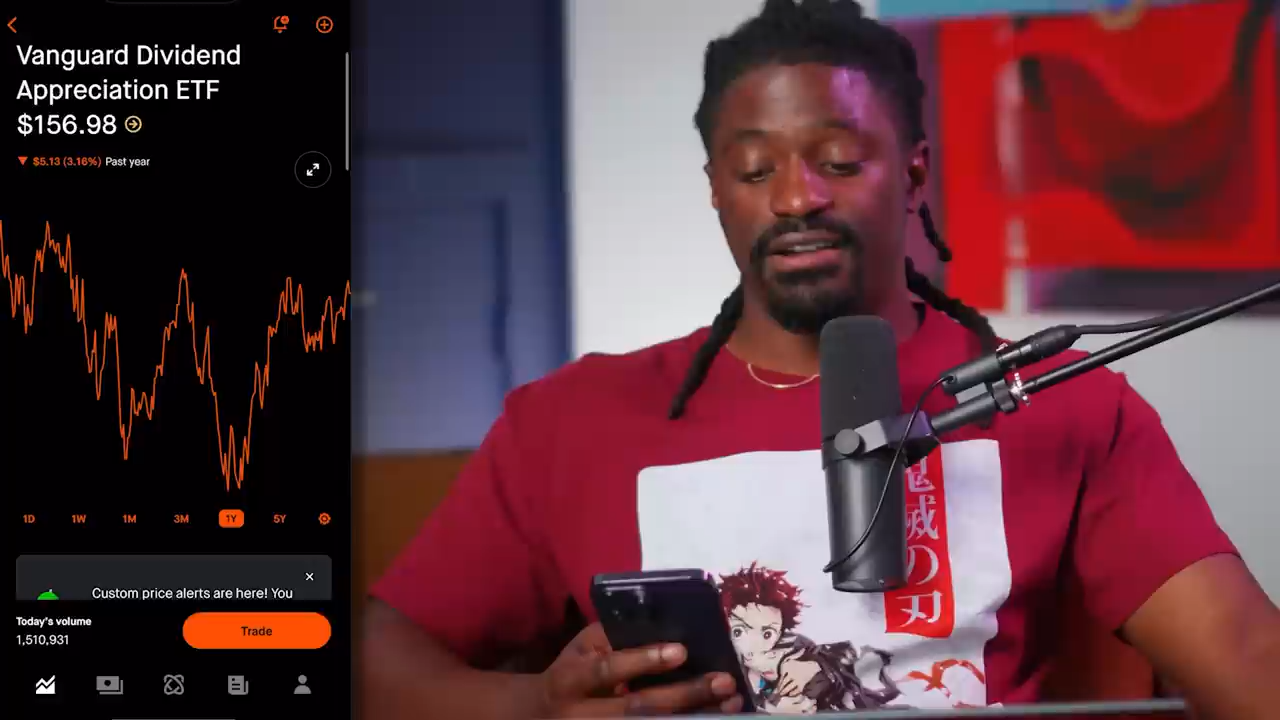 Vanguard Dividend
Appreciation ETF
$156.98
▼ $5.13 (3.16%) Past year
1D 1W 1M 3M 1Y 5Y
Custom price alerts are here! You
Today's volume
1,510,931
Trade
鬼滅の刃